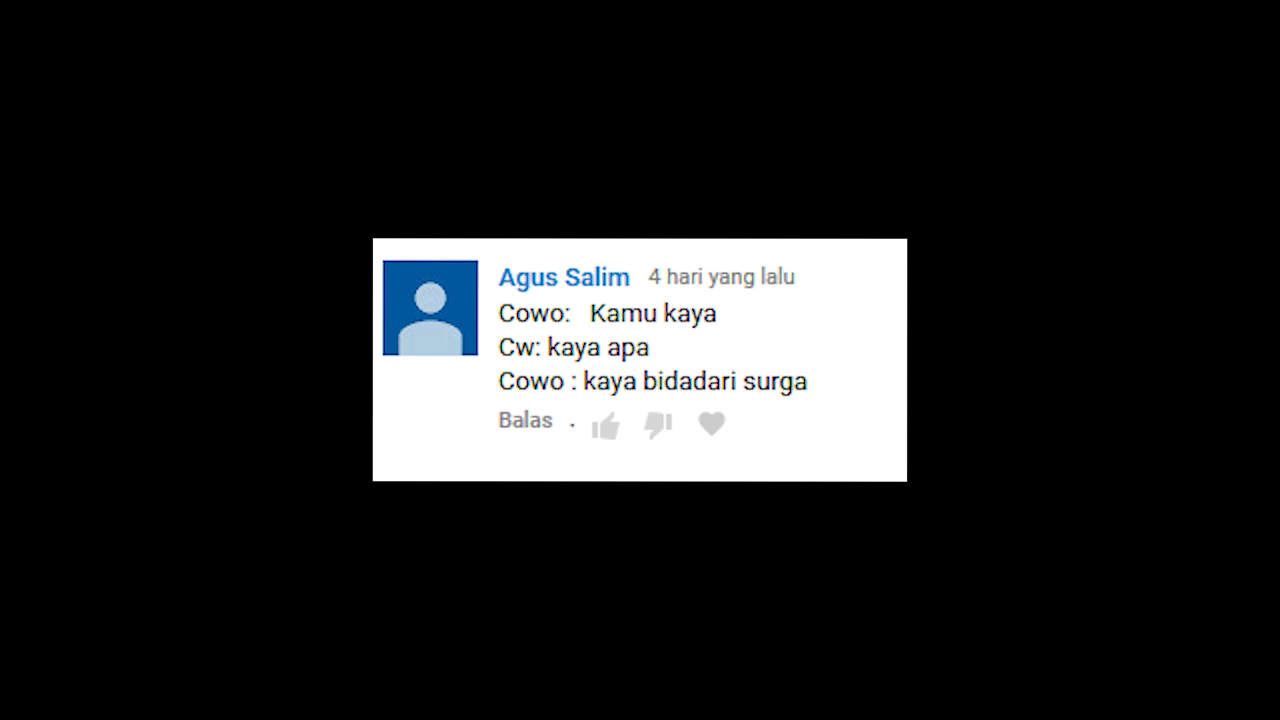 Agus Salim 4 hari yang lalu
Cowo: Kamu kaya
Cw: kaya apa
Cowo : kaya bidadari surga
Balas .